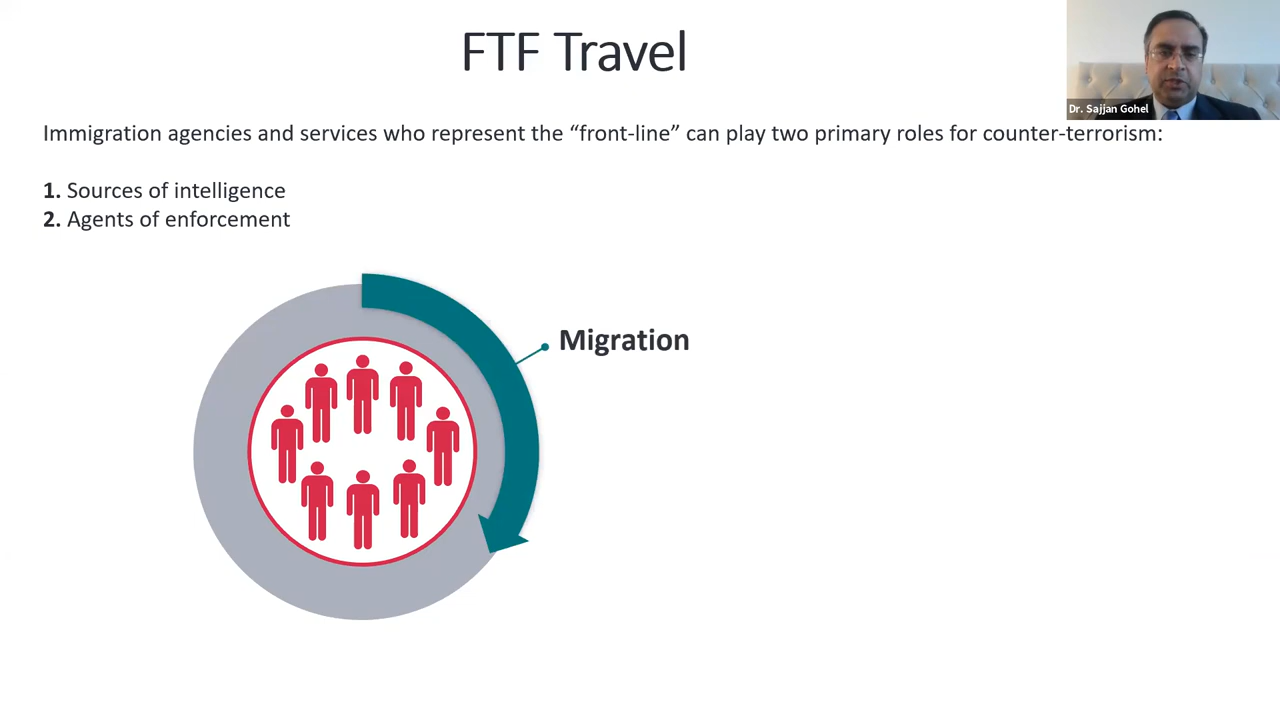 FTF Travel
Dr. Sajjan Gohel
Immigration agencies and services who represent the “front-line” can play two primary roles for counter-terrorism:
1. Sources of intelligence
2. Agents of enforcement
Migration